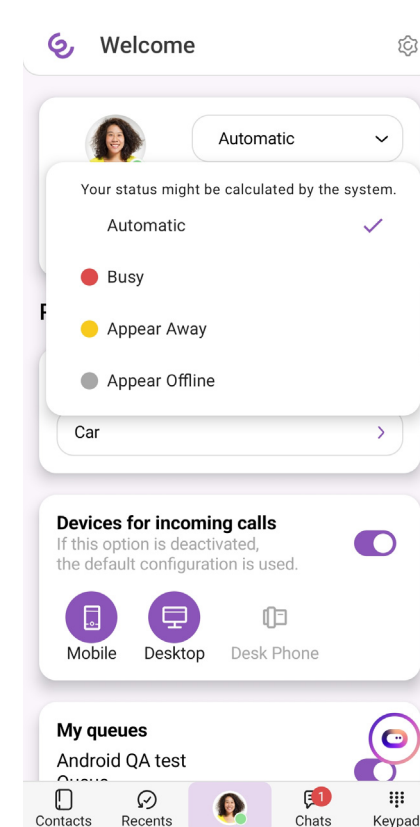 Welcome
Automatic
Your status might be calculated by the system.
Automatic
Busy
Appear Away
Appear Offline
Car
Devices for incoming calls
If this option is deactivated,
the default configuration is used.
Mobile Desktop Desk Phone
My queues
Android QA test
Contacts Recents Chats Keypad
1